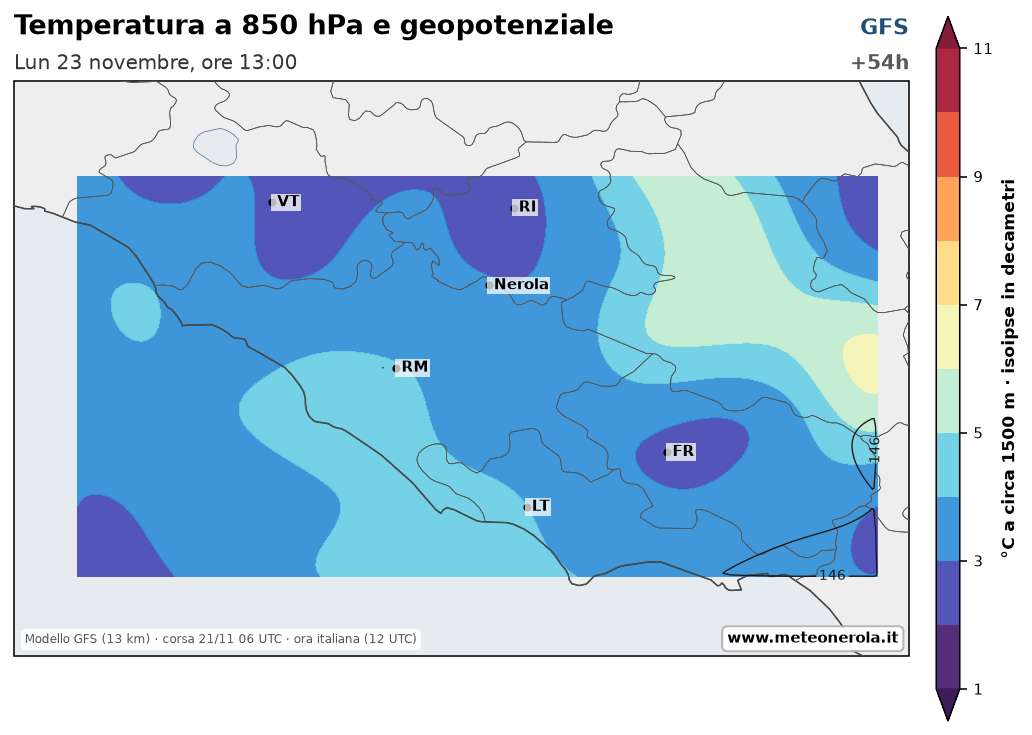 Temperatura a 850 hPa e geopotenziale
GFS
Lun 23 novembre, ore 13:00
+54h
VT
RI
Nerola
RM
FR
LT
146
146
Modello GFS (13 km) · corsa 21/11 06 UTC · ora italiana (12 UTC)
www.meteonerola.it
11
9
7
5
3
1
°C a circa 1500 m · isoipse in decametri